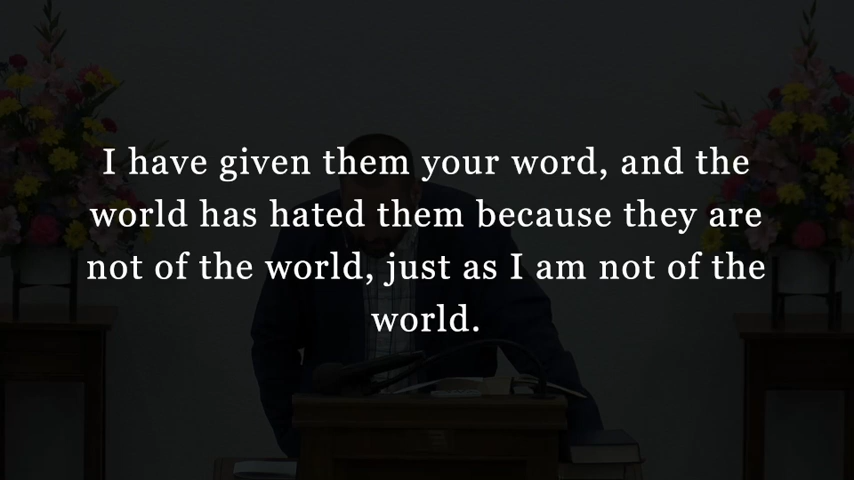 I have given them your word, and the
world has hated them because they are
not of the world, just as I am not of the
world.